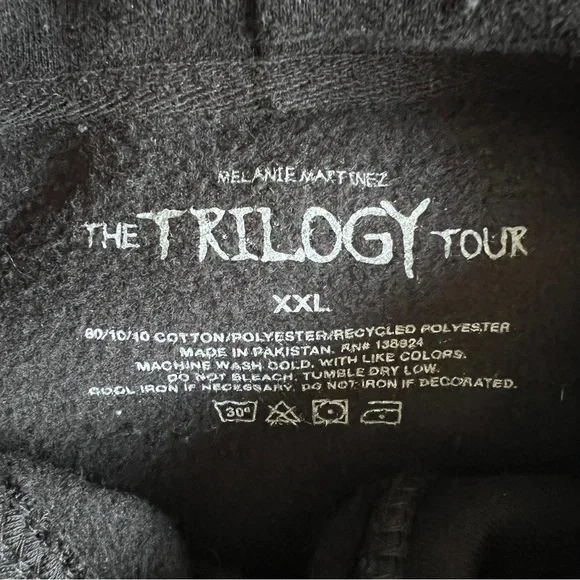 MELANIE MARTINEZ
THE TRILOGY TOUR
XXL
80/10/10 COTTON/POLYESTER/RECYCLED POLYESTER
MADE IN PAKISTAN. RN# 138924
MACHINE WASH COLD, WITH LIKE COLORS.
DO NOT BLEACH. TUMBLE DRY LOW.
COOL IRON IF NECESSARY. DO NOT IRON IF DECORATED.
30°